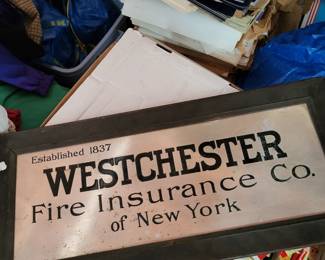 Established 1837
WESTCHESTER
Fire Insurance Co.
of New York